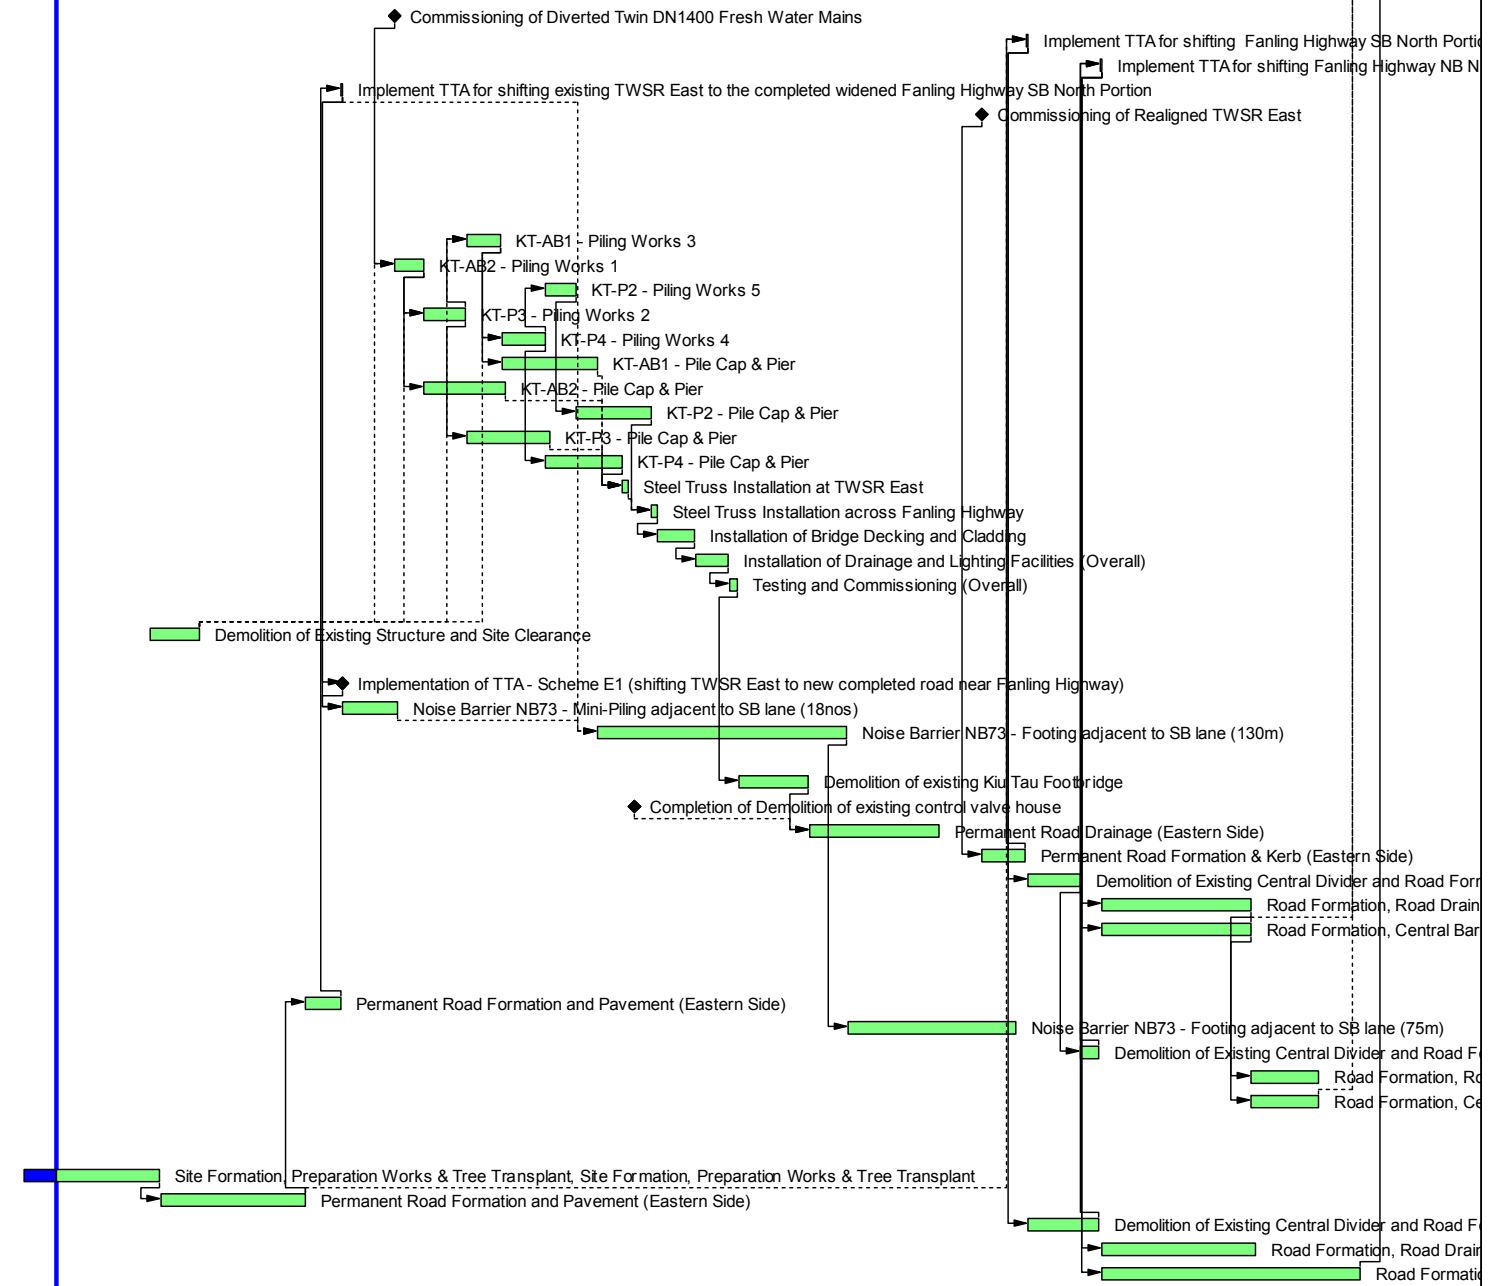 Commissioning of Diverted Twin DN1400 Fresh Water Mains
Implement TTA for shifting Fanling Highway SB North
Implement TTA for shifting Fanling Highway NB
Implement TTA for shifting existing TWSR East to the completed widened Fanling Highway SB North Portion
Commissioning of Realigned TWSR East
KT-AB1 - Piling Works 3
KT-AB2 - Piling Works 1
KT-P2 - Piling Works 5
KT-P3 - Piling Works 2
KT-P4 - Piling Works 4
KT-AB1 - Pile Cap & Pier
KT-AB2 - Pile Cap & Pier
KT-P2 - Pile Cap & Pier
KT-P3 - Pile Cap & Pier
KT-P4 - Pile Cap & Pier
Steel Truss Installation at TWSR East
Steel Truss Installation across Fanling Highway
Installation of Bridge Decking and Cladding
Installation of Drainage and Lighting Facilities (Overall)
Testing and Commissioning (Overall)
Demolition of Existing Structure and Site Clearance
Implementation of TTA - Scheme E1 (shifting TWSR East to new completed road near Fanling Highway)
Noise Barrier NB73 - Mini-Piling adjacent to SB lane (18nos)
Noise Barrier NB73 - Footing adjacent to SB lane (130m)
Demolition of existing Kiu Tau Footbridge
Completion of Demolition of existing control valve house
Permanent Road Drainage (Eastern Side)
Permanent Road Formation & Kerb (Eastern Side)
Demolition of Existing Central Divider and Road
Road Formation, Road
Road Formation, Central
Permanent Road Formation and Pavement (Eastern Side)
Noise Barrier NB73 - Footing adjacent to SB lane (75m)
Demolition of Existing Central Divider and Road
Road Formation,
Road Formation,
Site Formation, Preparation Works & Tree Transplant, Site Formation, Preparation Works & Tree Transplant
Permanent Road Formation and Pavement (Eastern Side)
Demolition of Existing Central Divider and Road
Road Formation, Road
Road